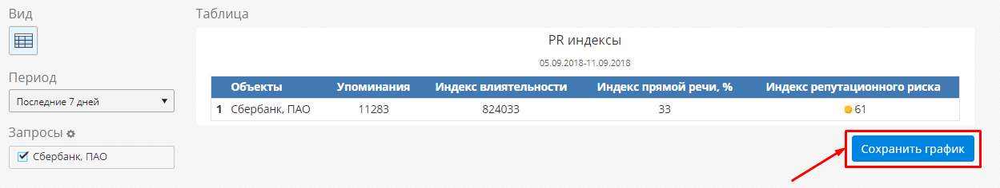 Вид
Период
Последние 7 дней
Запросы
Сбербанк, ПАО
Таблица
PR индексы
05.09.2018-11.09.2018
Объекты Упоминания Индекс влиятельности Индекс прямой речи, % Индекс репутационного риска
1 Сбербанк, ПАО 11283 824033 33 61
Сохранить график